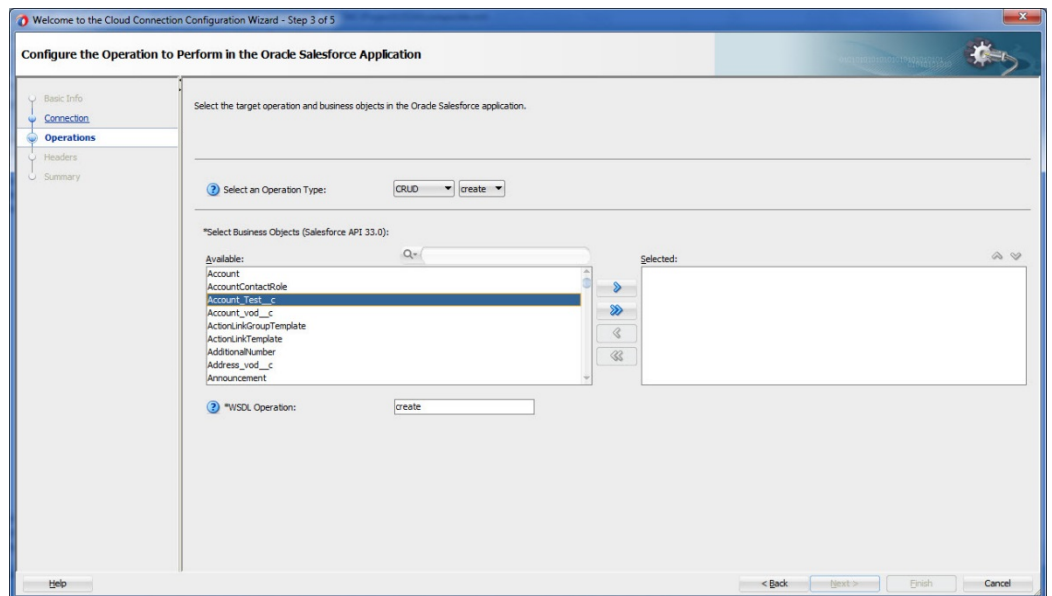 Welcome to the Cloud Connection Configuration Wizard - Step 3 of 5
Configure the Operation to Perform in the Oracle Salesforce Application
Basic Info
Connection
Operations
Headers
Summary
Select the target operation and business objects in the Oracle Salesforce application.
Select an Operation Type: CRUD create
*Select Business Objects (Salesforce API 33.0):
Available: Selected:
Account
AccountContactRole
Account_Test__c
Account_vod__c
ActionLinkGroupTemplate
ActionLinkTemplate
AdditionalNumber
Address_vod__c
Announcement
*WSDL Operation: create
Help < Back Next > Finish Cancel